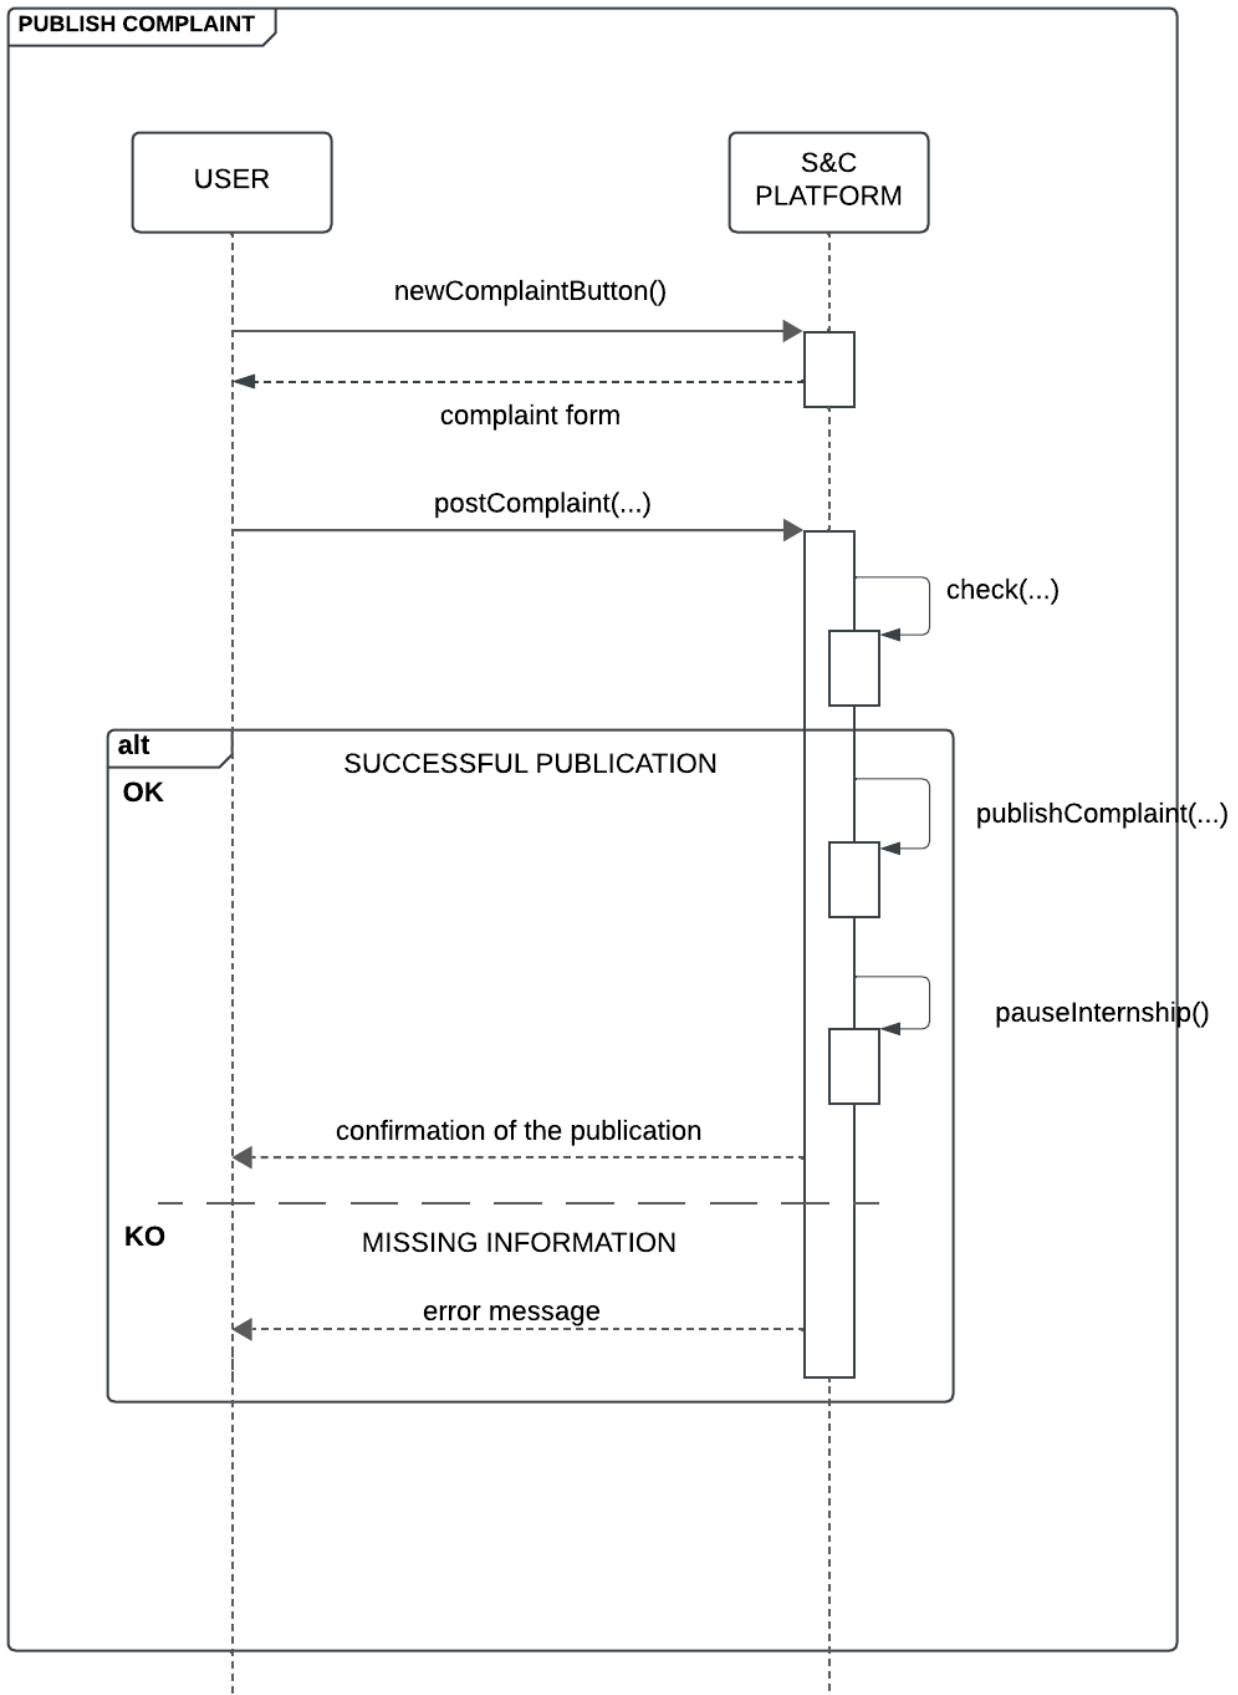 PUBLISH COMPLAINT
USER
S&C
PLATFORM
newComplaintButton()
complaint form
postComplaint(...)
check(...)
alt
SUCCESSFUL PUBLICATION
OK
publishComplaint(...)
pauseInternship()
confirmation of the publication
KO
MISSING INFORMATION
error message